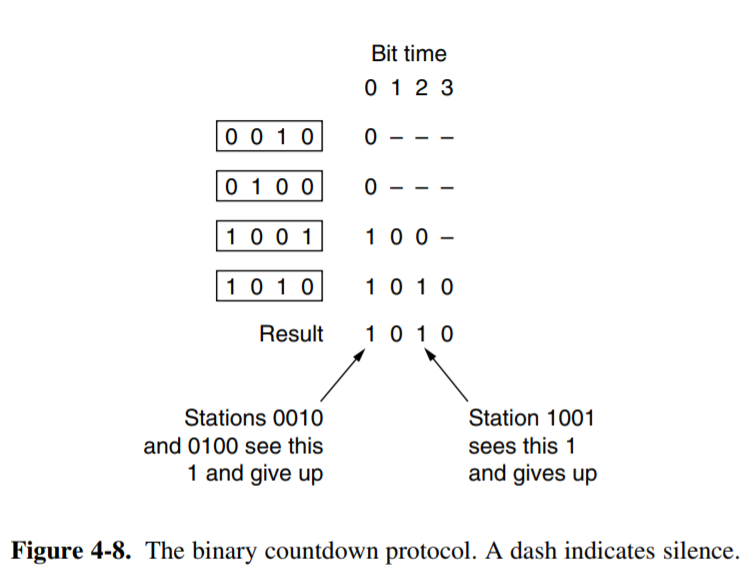 Bit time
0 1 2 3
0 0 1 0 0 – – –
0 1 0 0 0 – – –
1 0 0 1 1 0 0 –
1 0 1 0 1 0 1 0
Result 1 0 1 0
Stations 0010
and 0100 see this
1 and give up
Station 1001
sees this 1
and gives up
Figure 4-8. The binary countdown protocol. A dash indicates silence.